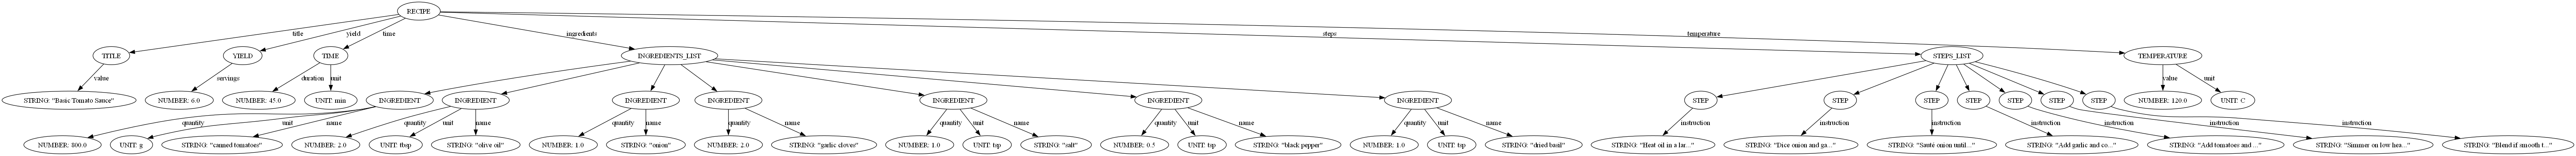 RECIPE
title
yield
time
ingredients
steps
temperature
TITLE
YIELD
TIME
INGREDIENTS_LIST
STEPS_LIST
TEMPERATURE
value
servings
duration
unit
value
unit
STRING: "Basic Tomato Sauce"
NUMBER: 6.0
NUMBER: 45.0
UNIT: min
INGREDIENT
INGREDIENT
INGREDIENT
INGREDIENT
INGREDIENT
INGREDIENT
INGREDIENT
STEP
STEP
STEP
STEP
STEP
STEP
STEP
NUMBER: 120.0
UNIT: C
quantity
unit
name
quantity
unit
name
quantity
name
quantity
name
quantity
unit
name
quantity
unit
name
quantity
unit
name
instruction
instruction
instruction
instruction
instruction
instruction
instruction
NUMBER: 800.0
UNIT: g
STRING: "canned tomatoes"
NUMBER: 2.0
UNIT: tbsp
STRING: "olive oil"
NUMBER: 1.0
STRING: "onion"
NUMBER: 2.0
STRING: "garlic cloves"
NUMBER: 1.0
UNIT: tsp
STRING: "salt"
NUMBER: 0.5
UNIT: tsp
STRING: "black pepper"
NUMBER: 1.0
UNIT: tsp
STRING: "dried basil"
STRING: "Heat oil in a lar..."
STRING: "Dice onion and ga..."
STRING: "Sauté onion until..."
STRING: "Add garlic and co..."
STRING: "Add tomatoes and ..."
STRING: "Simmer on low hea..."
STRING: "Blend if smooth t..."